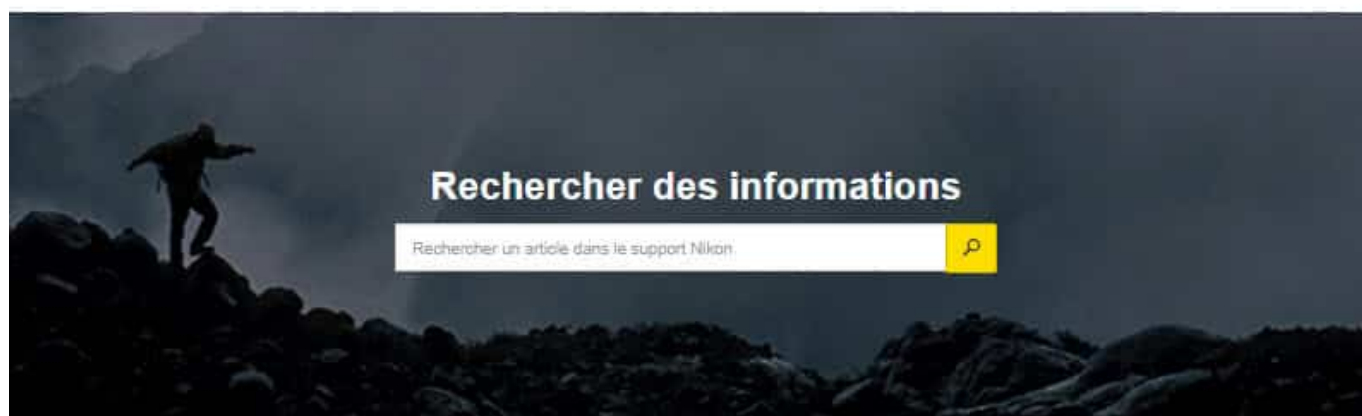 Rechercher des informations
Rechercher un article dans le support Nikon